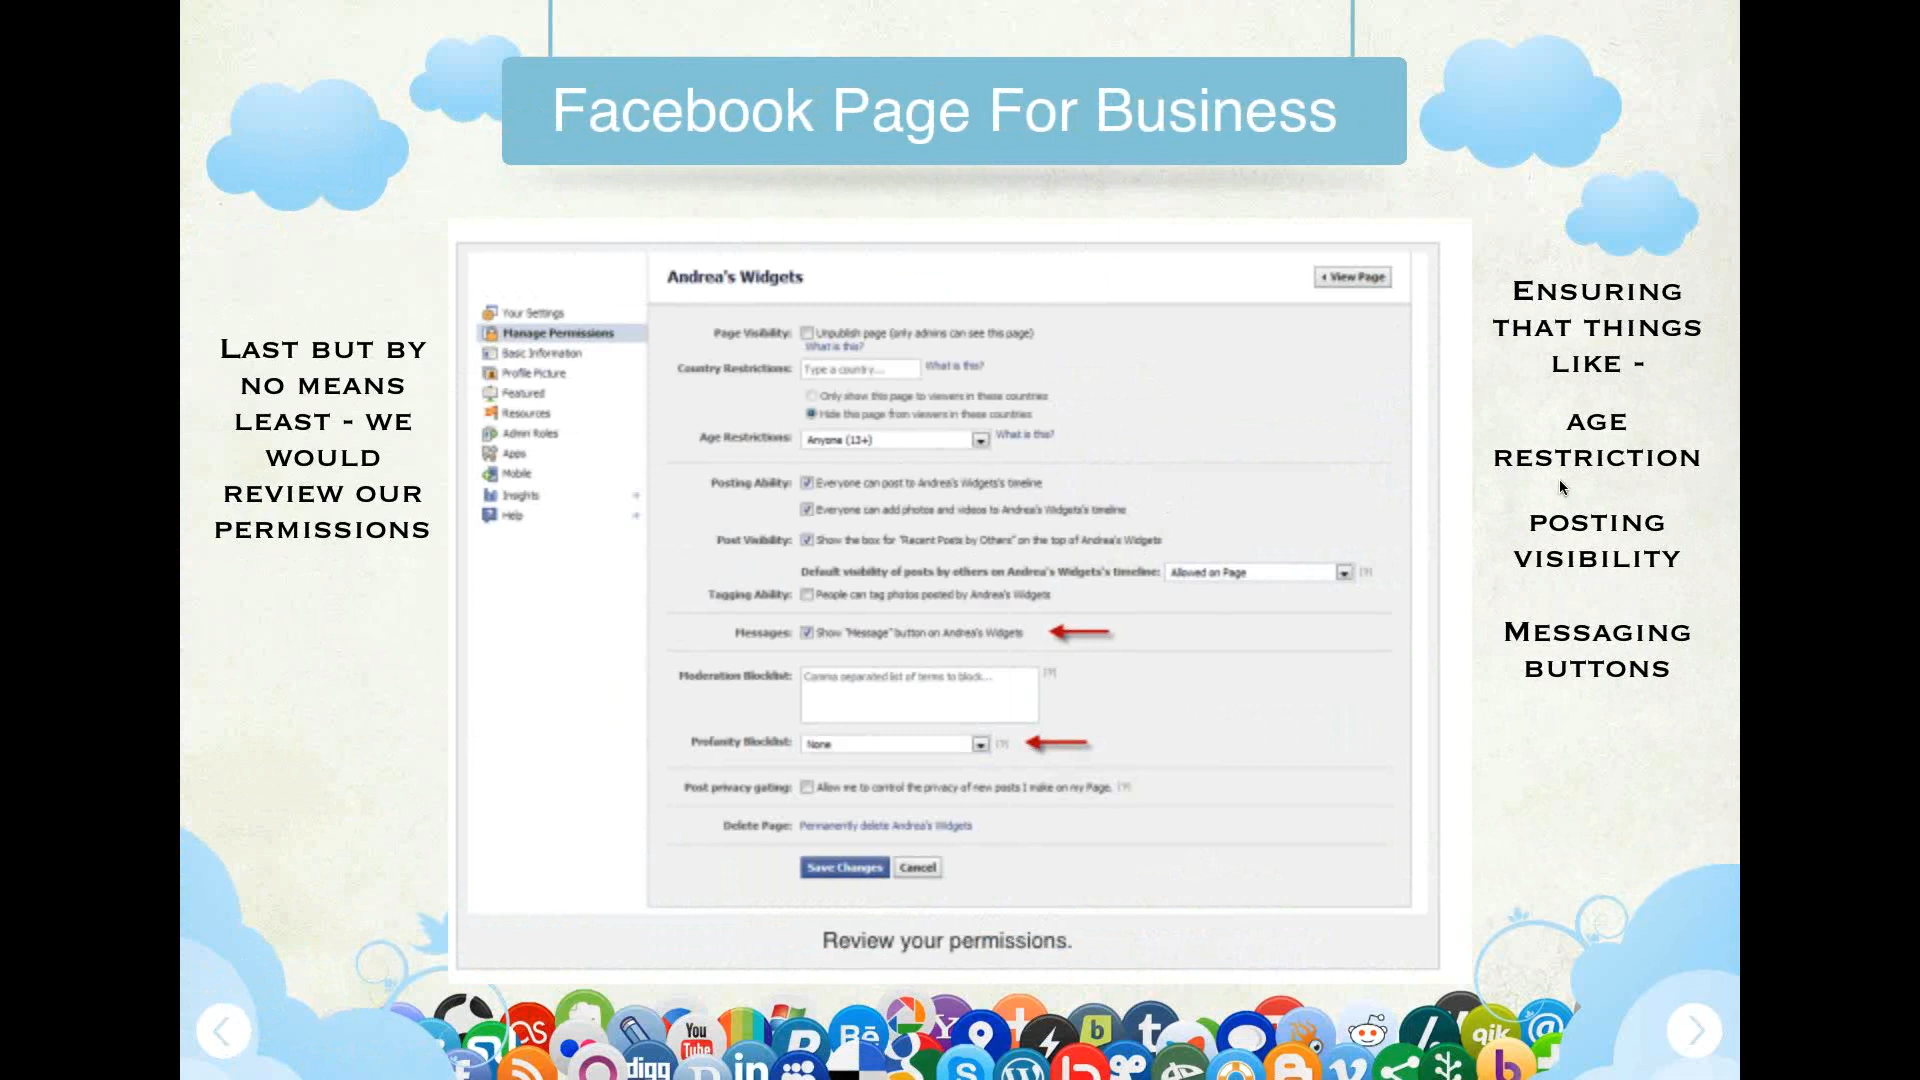 Facebook Page For Business
LAST BUT BY
NO MEANS
LEAST - WE
WOULD
REVIEW OUR
PERMISSIONS
Andrea's Widgets
View Page
Your Settings
Manage Permissions
Basic Information
Profile Picture
Featured
Resources
Admin Roles
Apps
Mobile
Insights
Help
Page Visibility: Unpublish page (only admins can see this page)
What is this?
Country Restrictions: Type a country... What is this?
Only show this page to viewers in these countries
Hide this page from viewers in these countries
Age Restrictions: Anyone (13+) What is this?
Posting Ability: Everyone can post to Andrea's Widgets's timeline
Everyone can add photos and videos to Andrea's Widgets's timeline
Post Visibility: Show the box for "Recent Posts by Others" on the top of Andrea's Widgets
Default visibility of posts by others on Andrea's Widgets's timeline: Allowed on Page [?]
Tagging Ability: People can tag photos posted by Andrea's Widgets
Messages: Show "Message" button on Andrea's Widgets
Moderation Blocklist: Comma separated list of terms to block... [?]
Profanity Blocklist: None [?]
Post privacy gating: Allow me to control the privacy of new posts I make on my Page. [?]
Delete Page: Permanently delete Andrea's Widgets
Save Changes Cancel
Review your permissions.
ENSURING
THAT THINGS
LIKE -
AGE
RESTRICTION
POSTING
VISIBILITY
MESSAGING
BUTTONS
You
Tube
Bē
qik
digg
in